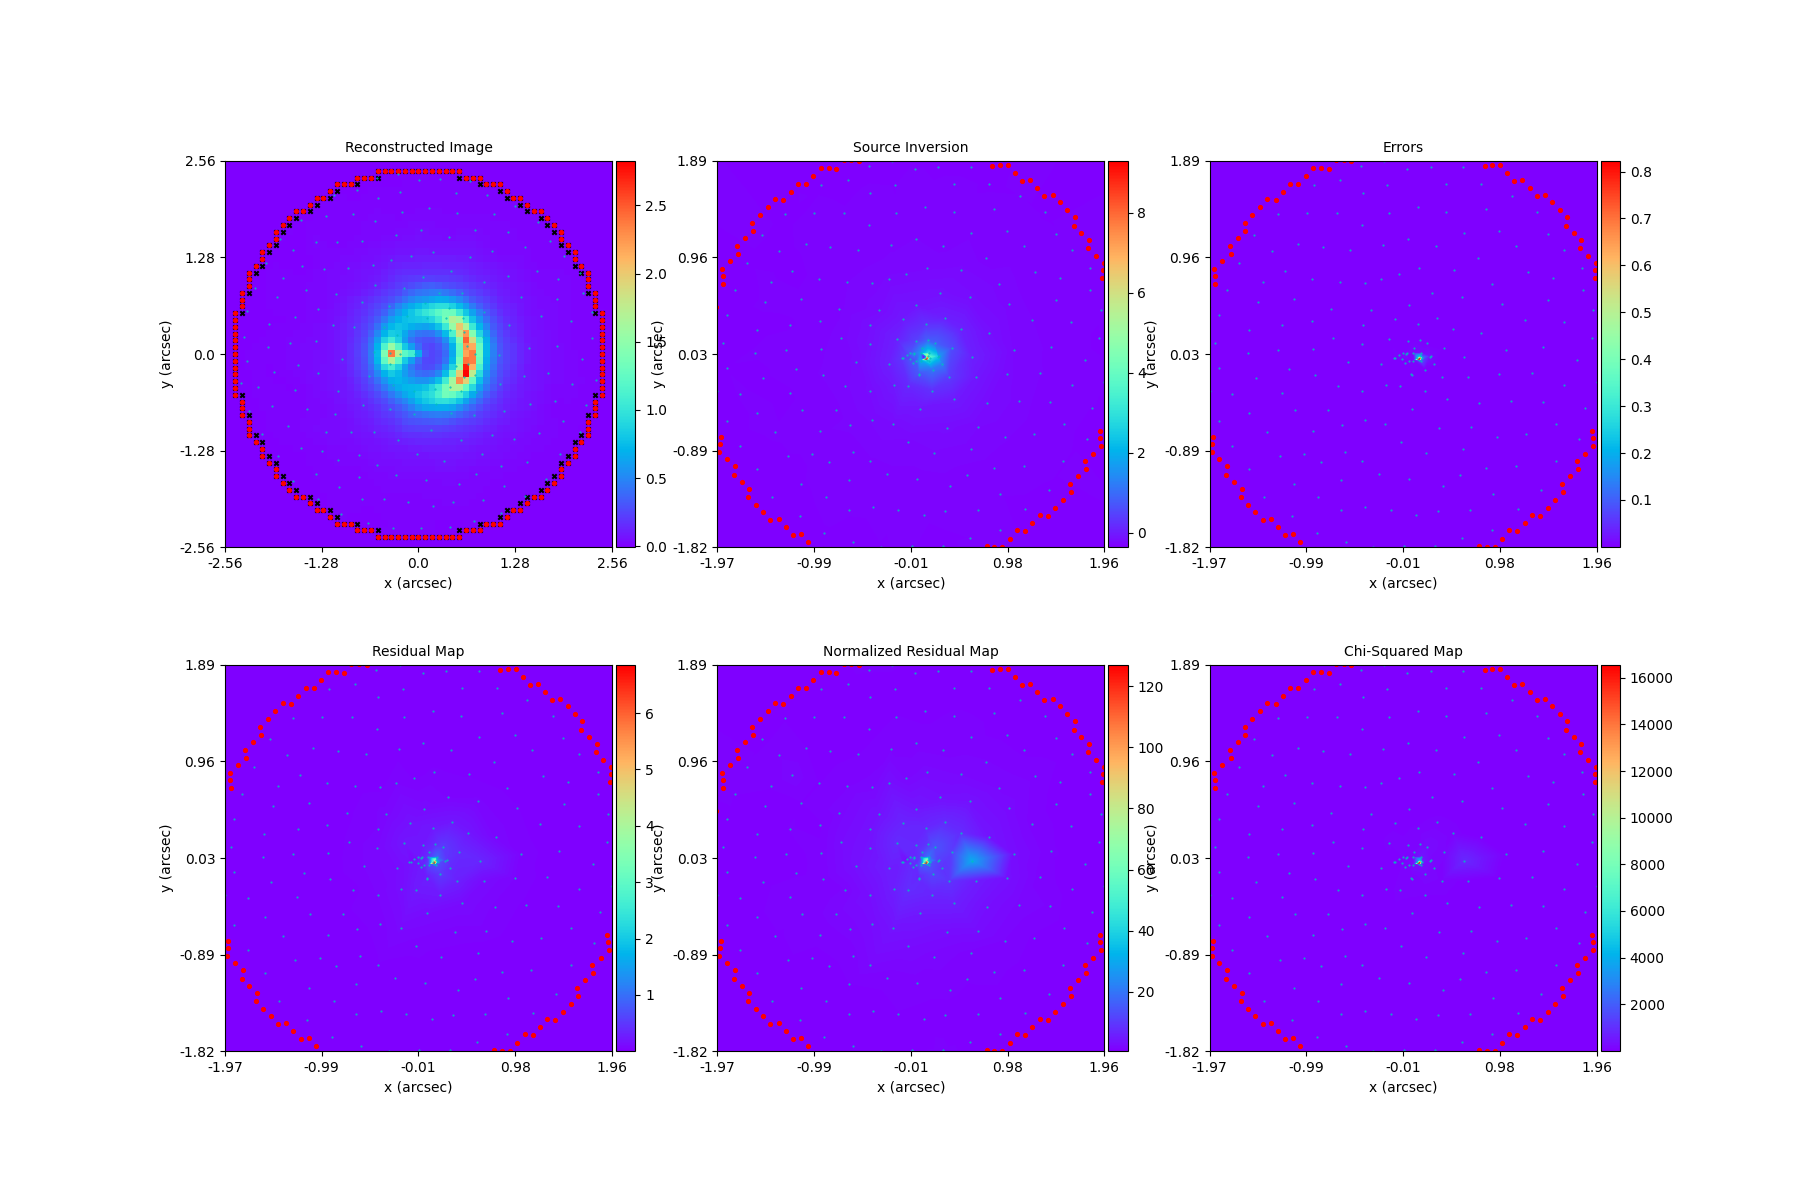 Reconstructed Image
2.56
1.28
0.0
-1.28
-2.56
y (arcsec)
-2.56 -1.28 0.0 1.28 2.56
x (arcsec)
2.5
2.0
1.5
1.0
0.5
0.0
Source Inversion
1.89
0.96
0.03
-0.89
-1.82
y (arcsec)
-1.97 -0.99 -0.01 0.98 1.96
x (arcsec)
8
6
4
2
0
Errors
1.89
0.96
0.03
-0.89
-1.82
y (arcsec)
-1.97 -0.99 -0.01 0.98 1.96
x (arcsec)
0.8
0.7
0.6
0.5
0.4
0.3
0.2
0.1
Residual Map
1.89
0.96
0.03
-0.89
-1.82
y (arcsec)
-1.97 -0.99 -0.01 0.98 1.96
x (arcsec)
6
5
4
3
2
1
Normalized Residual Map
1.89
0.96
0.03
-0.89
-1.82
y (arcsec)
-1.97 -0.99 -0.01 0.98 1.96
x (arcsec)
120
100
80
60
40
20
Chi-Squared Map
1.89
0.96
0.03
-0.89
-1.82
y (arcsec)
-1.97 -0.99 -0.01 0.98 1.96
x (arcsec)
16000
14000
12000
10000
8000
6000
4000
2000